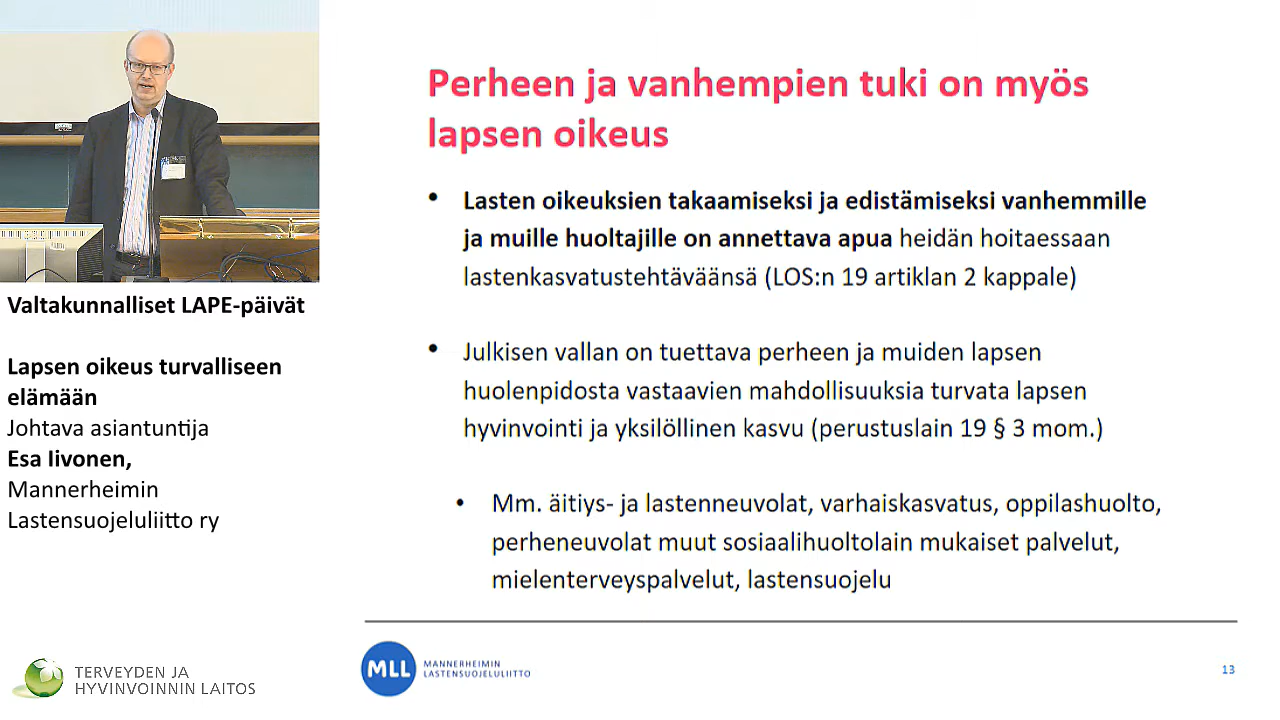 Valtakunnalliset LAPE-päivät
Lapsen oikeus turvalliseen
elämään
Johtava asiantuntija
Esa Iivonen,
Mannerheimin
Lastensuojeluliitto ry
TERVEYDEN JA
HYVINVOINNIN LAITOS
Perheen ja vanhempien tuki on myös
lapsen oikeus
• Lasten oikeuksien takaamiseksi ja edistämiseksi vanhemmille
ja muille huoltajille on annettava apua heidän hoitaessaan
lastenkasvatustehtäväänsä (LOS:n 19 artiklan 2 kappale)
• Julkisen vallan on tuettava perheen ja muiden lapsen
huolenpidosta vastaavien mahdollisuuksia turvata lapsen
hyvinvointi ja yksilöllinen kasvu (perustuslain 19 § 3 mom.)
• Mm. äitiys- ja lastenneuvolat, varhaiskasvatus, oppilashuolto,
perheneuvolat muut sosiaalihuoltolain mukaiset palvelut,
mielenterveyspalvelut, lastensuojelu
MLL
MANNERHEIMIN
LASTENSUOJELULIITTO
13